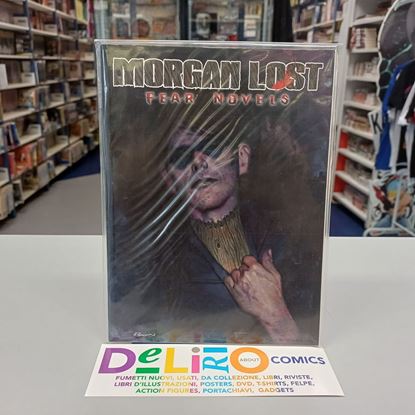 MORGAN LOST
FEAR NOVELS
DELIRIO ABOUT COMICS
FUMETTI NUOVI, USATI, DA COLLEZIONE, LIBRI, RIVISTE,
LIBRI D'ILLUSTRAZIONI, POSTERS, DVD, T-SHIRTS, FELPE,
ACTION FIGURES, PORTACHIAVI, GADGETS